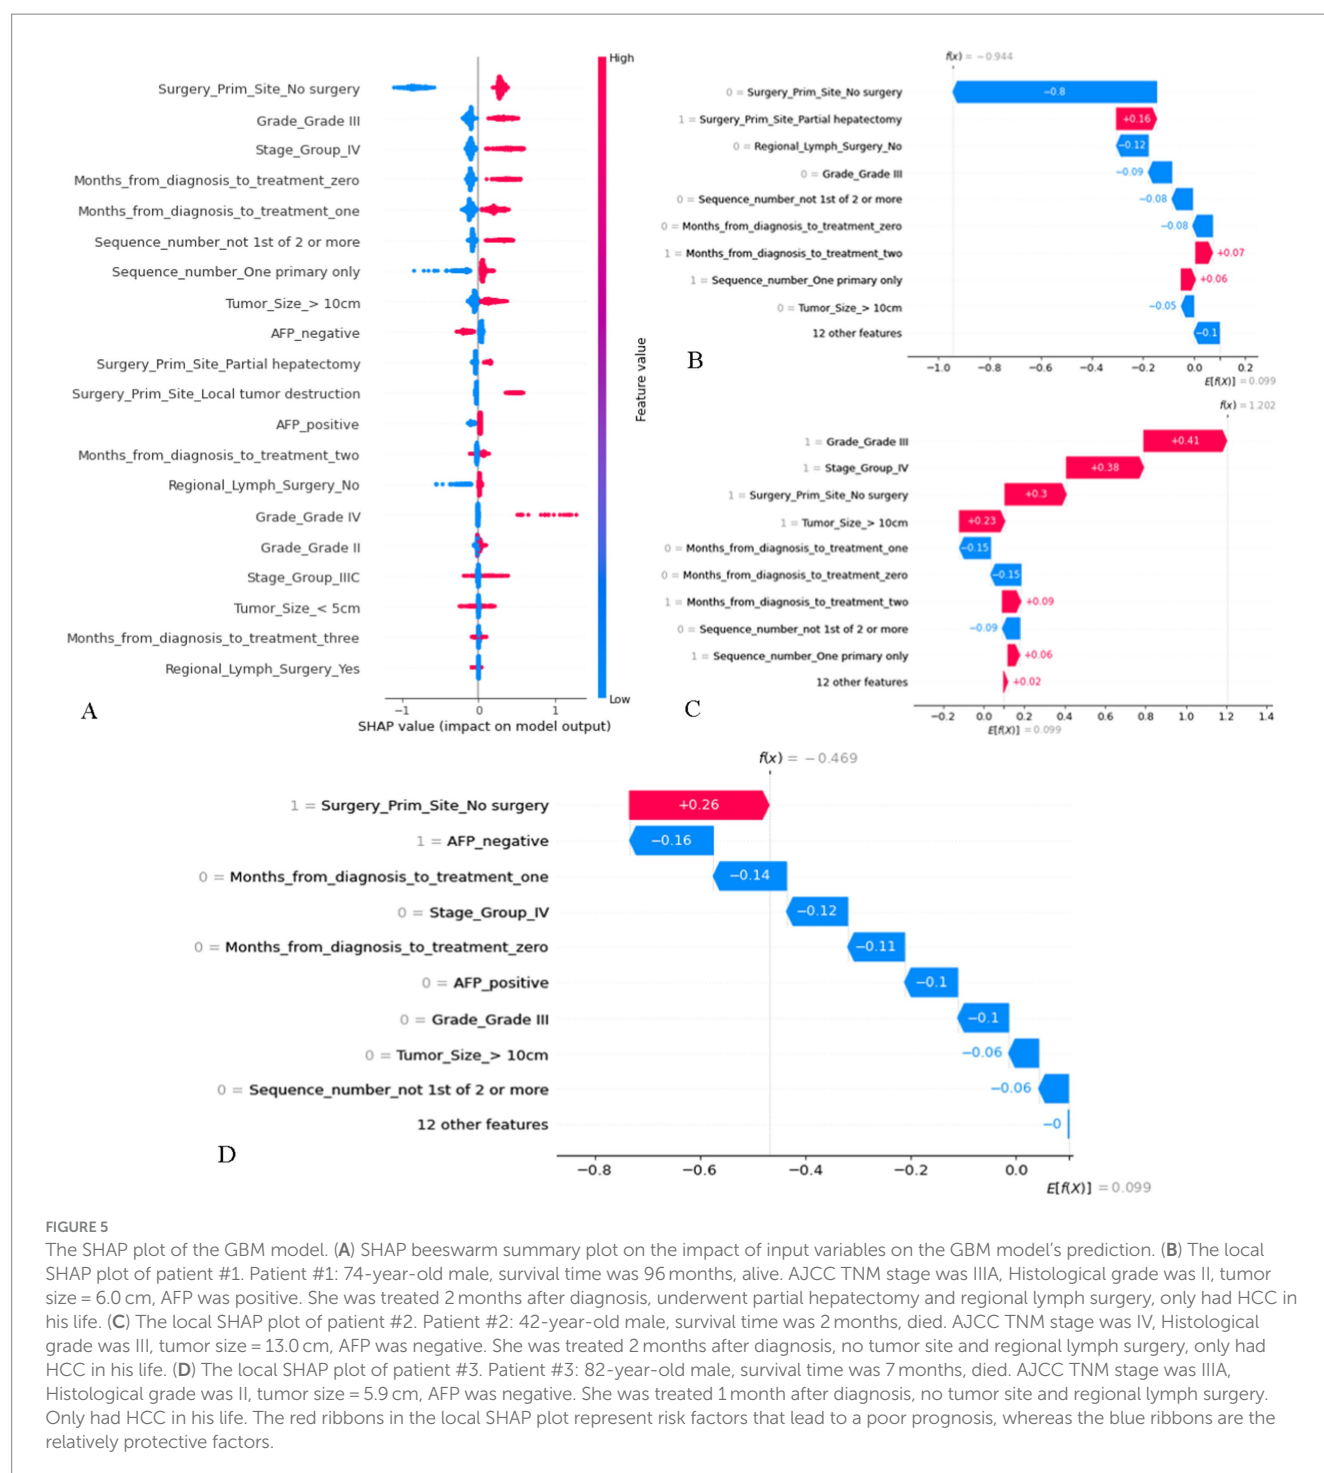 High
Surgery_Prim_Site_No surgery
Grade_Grade III
Stage_Group_IV
Months_from_diagnosis_to_treatment_zero
Months_from_diagnosis_to_treatment_one
Sequence_number_not 1st of 2 or more
Sequence_number_One primary only
Tumor_Size_> 10cm
AFP_negative
Surgery_Prim_Site_Partial hepatectomy
Surgery_Prim_Site_Local tumor destruction
AFP_positive
Months_from_diagnosis_to_treatment_two
Regional_Lymph_Surgery_No
Grade_Grade IV
Grade_Grade II
Stage_Group_IIIC
Tumor_Size_< 5cm
Months_from_diagnosis_to_treatment_three
Regional_Lymph_Surgery_Yes
Low
Feature value
−1 0 1
SHAP value (impact on model output)
A
f(x) = −0.944
0 = Surgery_Prim_Site_No surgery −0.8
1 = Surgery_Prim_Site_Partial hepatectomy +0.16
0 = Regional_Lymph_Surgery_No −0.12
0 = Grade_Grade III −0.09
0 = Sequence_number_not 1st of 2 or more −0.08
0 = Months_from_diagnosis_to_treatment_zero −0.08
1 = Months_from_diagnosis_to_treatment_two +0.07
1 = Sequence_number_One primary only +0.06
0 = Tumor_Size_> 10cm −0.05
12 other features −0.1
B
−1.0 −0.8 −0.6 −0.4 −0.2 0.0 0.2
E[f(X)] = 0.099
f(x) = 1.202
1 = Grade_Grade III +0.41
1 = Stage_Group_IV +0.38
1 = Surgery_Prim_Site_No surgery +0.3
1 = Tumor_Size_> 10cm +0.23
0 = Months_from_diagnosis_to_treatment_one −0.15
0 = Months_from_diagnosis_to_treatment_zero −0.15
1 = Months_from_diagnosis_to_treatment_two +0.09
0 = Sequence_number_not 1st of 2 or more −0.09
1 = Sequence_number_One primary only +0.06
12 other features +0.02
C
−0.2 0.0 0.2 0.4 0.6 0.8 1.0 1.2 1.4
E[f(X)] = 0.099
f(x) = −0.469
1 = Surgery_Prim_Site_No surgery +0.26
1 = AFP_negative −0.16
0 = Months_from_diagnosis_to_treatment_one −0.14
0 = Stage_Group_IV −0.12
0 = Months_from_diagnosis_to_treatment_zero −0.11
0 = AFP_positive −0.1
0 = Grade_Grade III −0.1
0 = Tumor_Size_> 10cm −0.06
0 = Sequence_number_not 1st of 2 or more −0.06
12 other features −0
D
−0.8 −0.6 −0.4 −0.2 0.0
E[f(X)] = 0.099
FIGURE 5
The SHAP plot of the GBM model. (A) SHAP beeswarm summary plot on the impact of input variables on the GBM model's prediction. (B) The local
SHAP plot of patient #1. Patient #1: 74-year-old male, survival time was 96 months, alive. AJCC TNM stage was IIIA, Histological grade was II, tumor
size = 6.0 cm, AFP was positive. She was treated 2 months after diagnosis, underwent partial hepatectomy and regional lymph surgery, only had HCC in
his life. (C) The local SHAP plot of patient #2. Patient #2: 42-year-old male, survival time was 2 months, died. AJCC TNM stage was IV, Histological
grade was III, tumor size = 13.0 cm, AFP was negative. She was treated 2 months after diagnosis, no tumor site and regional lymph surgery, only had
HCC in his life. (D) The local SHAP plot of patient #3. Patient #3: 82-year-old male, survival time was 7 months, died. AJCC TNM stage was IIIA,
Histological grade was II, tumor size = 5.9 cm, AFP was negative. She was treated 1 month after diagnosis, no tumor site and regional lymph surgery.
Only had HCC in his life. The red ribbons in the local SHAP plot represent risk factors that lead to a poor prognosis, whereas the blue ribbons are the
relatively protective factors.